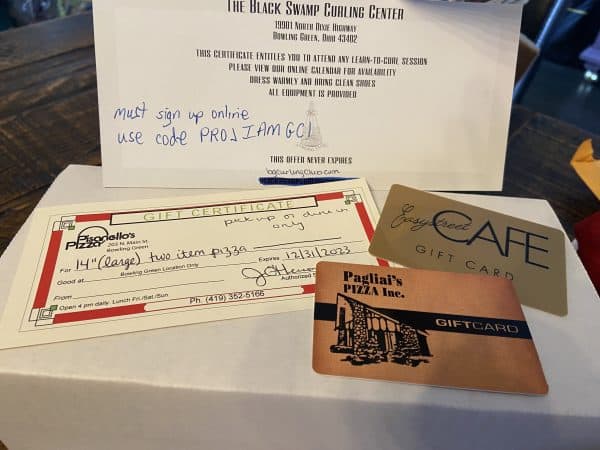 THE BLACK SWAMP CURLING CENTER
19901 NORTH DIXIE HIGHWAY
BOWLING GREEN, OHIO 43402
THIS CERTIFICATE ENTITLES YOU TO ATTEND ANY LEARN-TO-CURL SESSION
PLEASE VIEW OUR ONLINE CALENDAR FOR AVAILABILITY
DRESS WARMLY AND BRING CLEAN SHOES
ALL EQUIPMENT IS PROVIDED
Must sign up online
use code
THIS OFFER NEVER EXPIRES
bgcurlingclub.com
GIFT CERTIFICATE
Pisanello's
Pizza
203 N. Main St.
Bowling Green
pick up or dine in
only
For 14" (large) two item pizza
Good at: Bowling Green Location Only Expires 12/31/2023
From
Authorized
Open 4 pm daily. Lunch Fri./Sat./Sun. Ph. (419) 352-5166
Easystreet
CAFE
GIFT CARD
Pagliai's
PIZZA Inc.
GIFTCARD